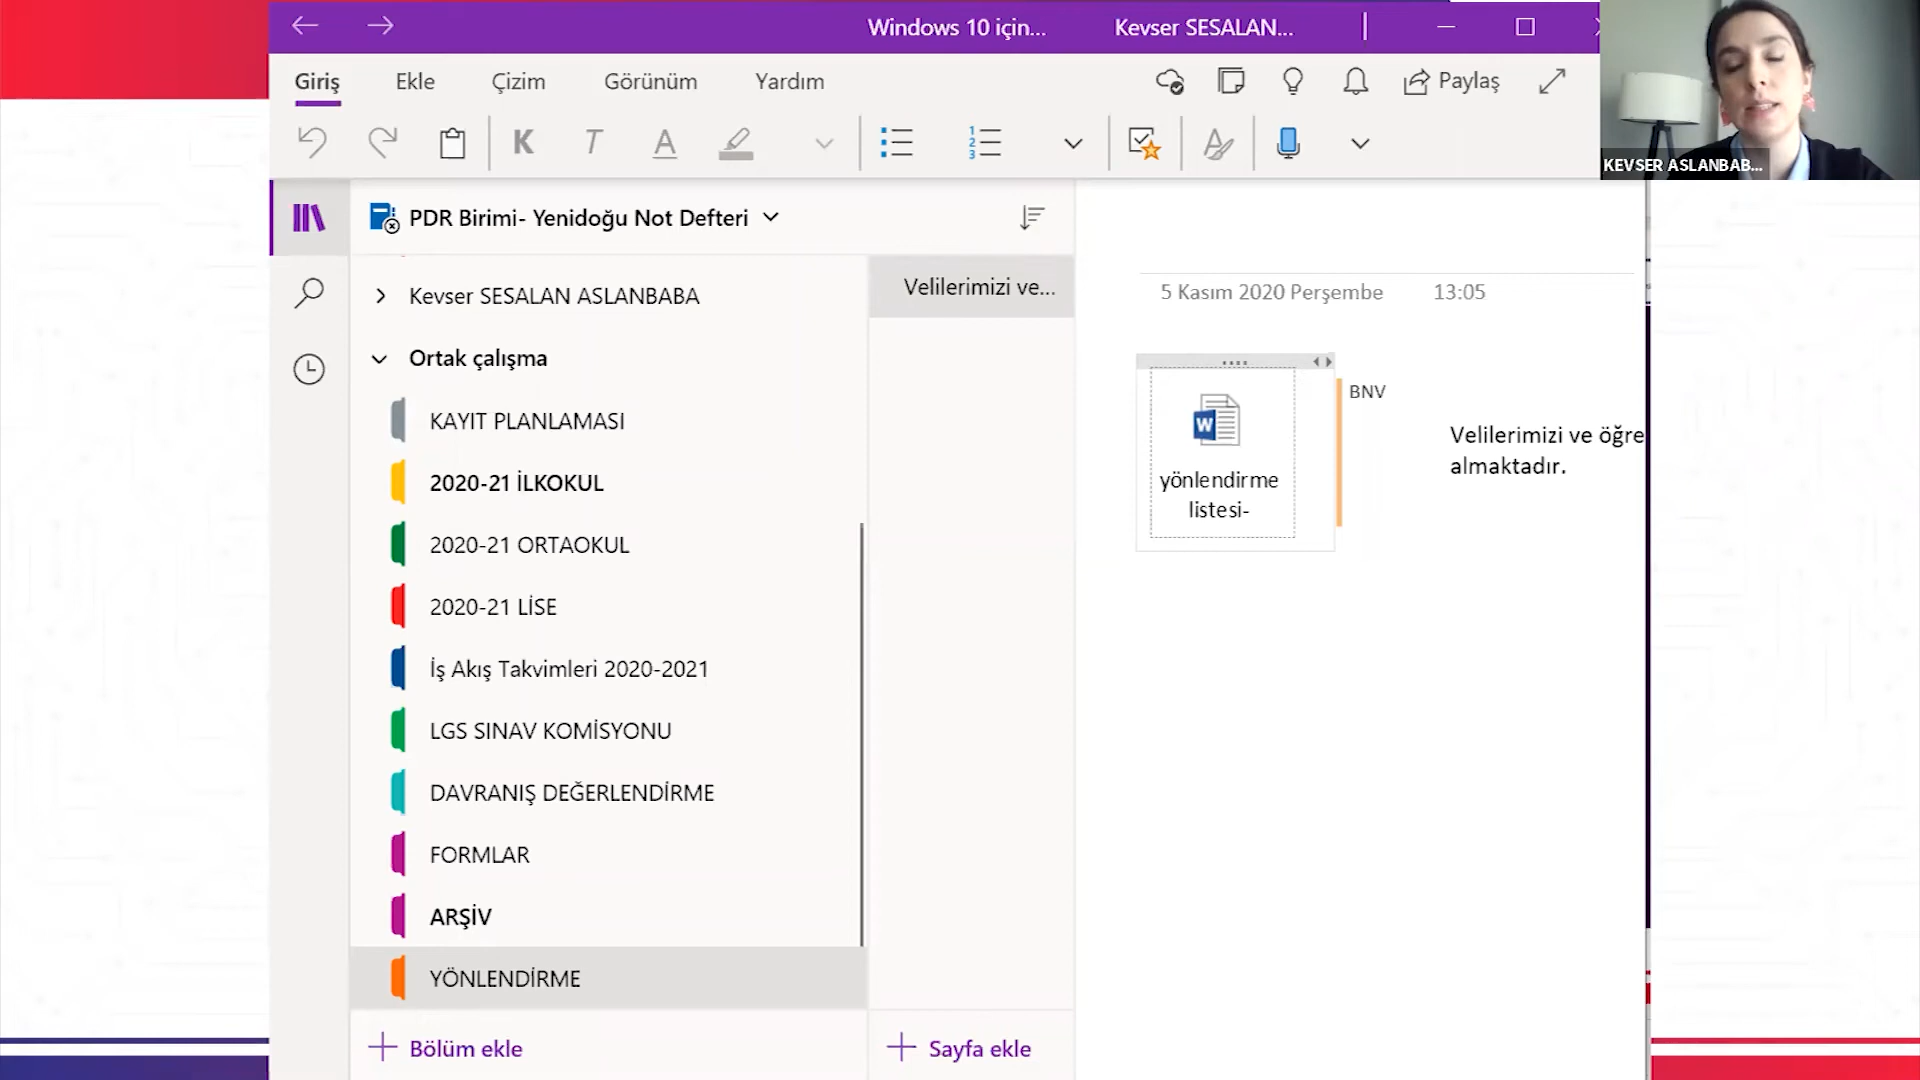 Windows 10 için...
Kevser SESALAN...
Giriş
Ekle
Çizim
Görünüm
Yardım
Paylaş
K
T
A
PDR Birimi- Yenidoğu Not Defteri
Kevser SESALAN ASLANBABA
Ortak çalışma
KAYIT PLANLAMASI
2020-21 İLKOKUL
2020-21 ORTAOKUL
2020-21 LİSE
İş Akış Takvimleri 2020-2021
LGS SINAV KOMİSYONU
DAVRANIŞ DEĞERLENDİRME
FORMLAR
ARŞİV
YÖNLENDİRME
Bölüm ekle
Velilerimizi ve...
Sayfa ekle
5 Kasım 2020 Perşembe 13:05
W
yönlendirme
listesi-
BNV
Velilerimizi ve öğre
almaktadır.
KEVSER ASLANBAB...